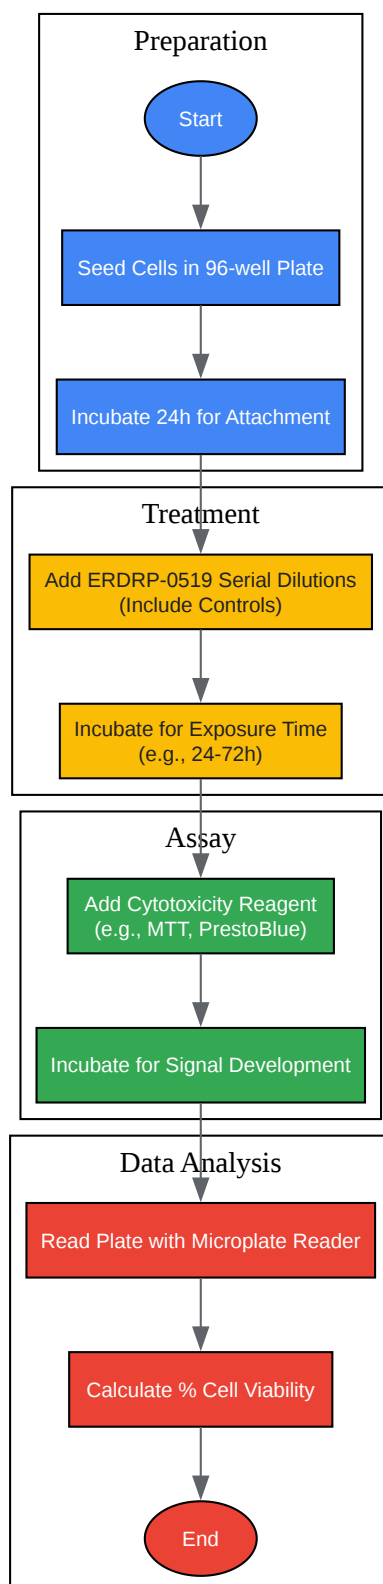 Preparation
Start
Seed Cells in 96-well Plate
Incubate 24h for Attachment
Treatment
Add ERDRP-0519 Serial Dilutions
(Include Controls)
Incubate for Exposure Time
(e.g., 24-72h)
Assay
Add Cytotoxicity Reagent
(e.g., MTT, PrestoBlue)
Incubate for Signal Development
Data Analysis
Read Plate with Microplate Reader
Calculate % Cell Viability
End